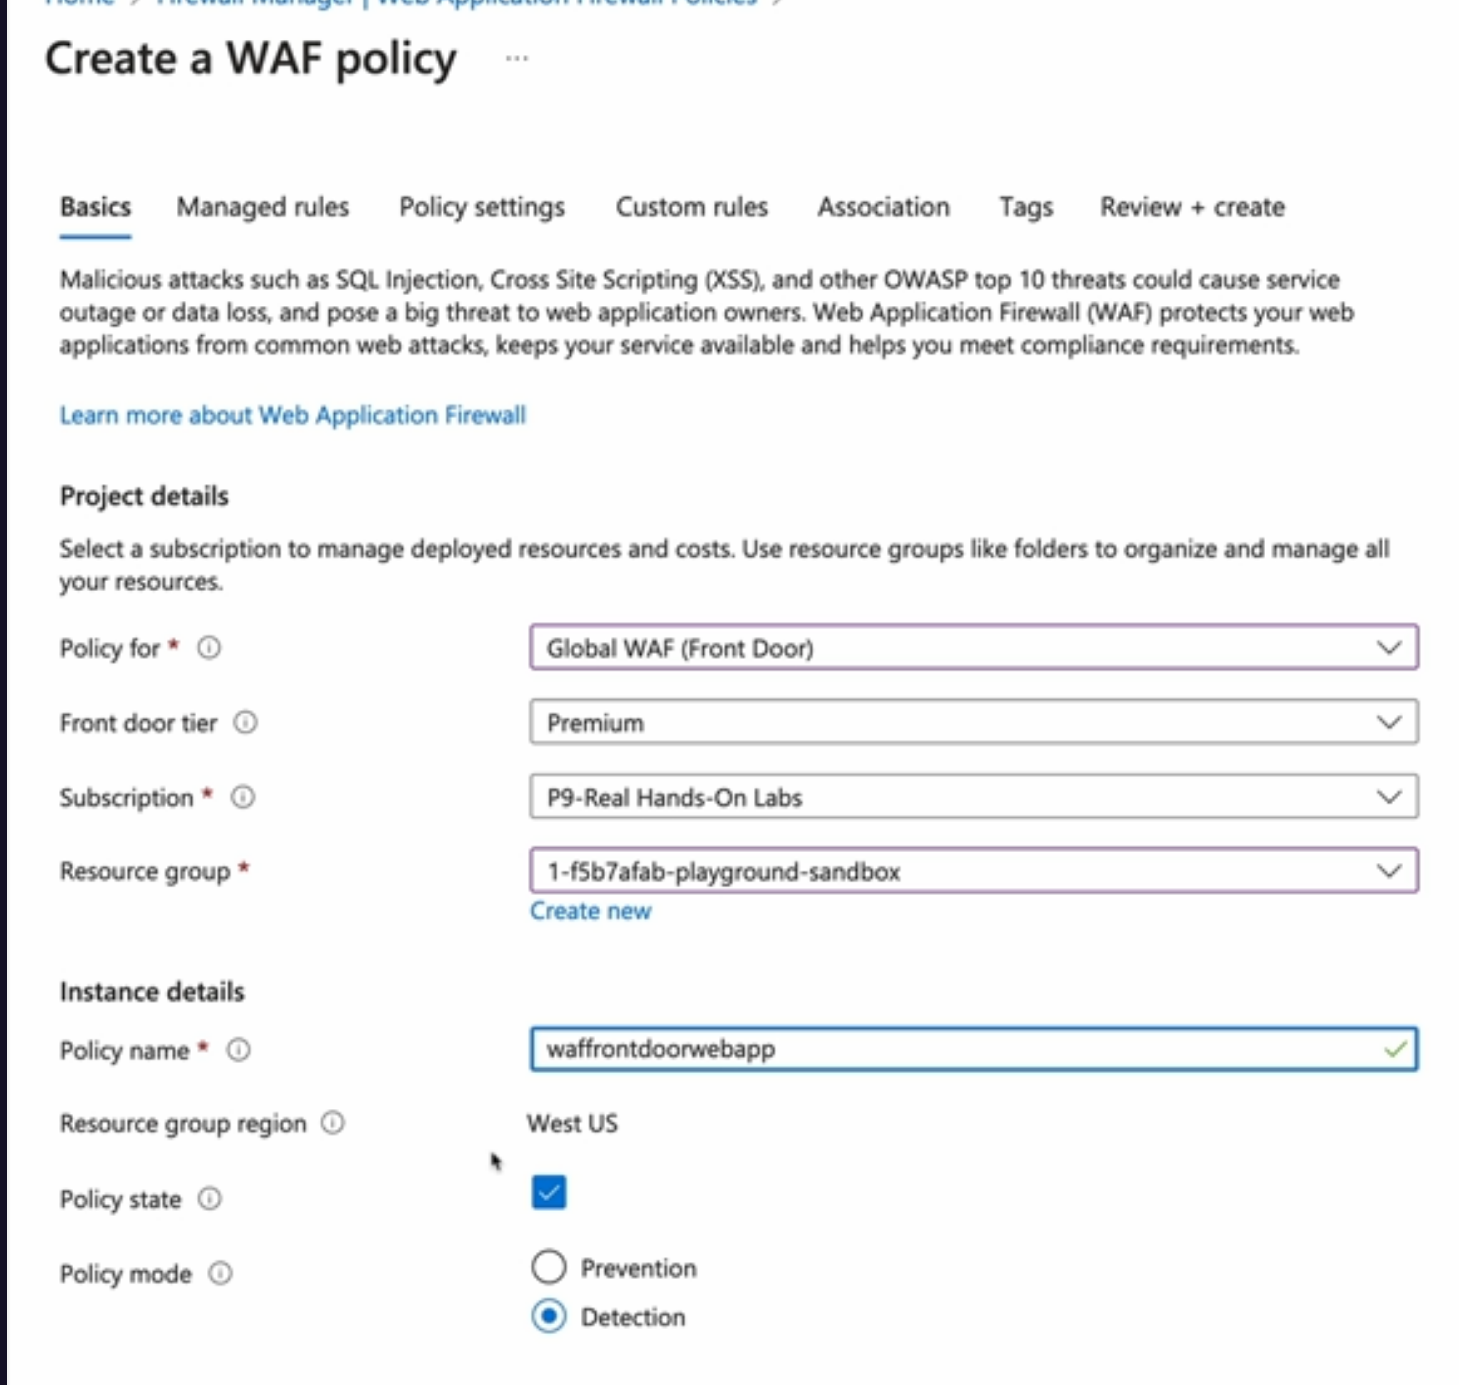 Home > Firewall Manager | Web Application Firewall Policies >
Create a WAF policy ...
Basics Managed rules Policy settings Custom rules Association Tags Review + create
Malicious attacks such as SQL Injection, Cross Site Scripting (XSS), and other OWASP top 10 threats could cause service
outage or data loss, and pose a big threat to web application owners. Web Application Firewall (WAF) protects your web
applications from common web attacks, keeps your service available and helps you meet compliance requirements.
Learn more about Web Application Firewall
Project details
Select a subscription to manage deployed resources and costs. Use resource groups like folders to organize and manage all
your resources.
Policy for * Global WAF (Front Door)
Front door tier Premium
Subscription * P9-Real Hands-On Labs
Resource group * 1-f5b7afab-playground-sandbox
Create new
Instance details
Policy name * waffrontdoorwebapp
Resource group region West US
Policy state
Policy mode Prevention
Detection